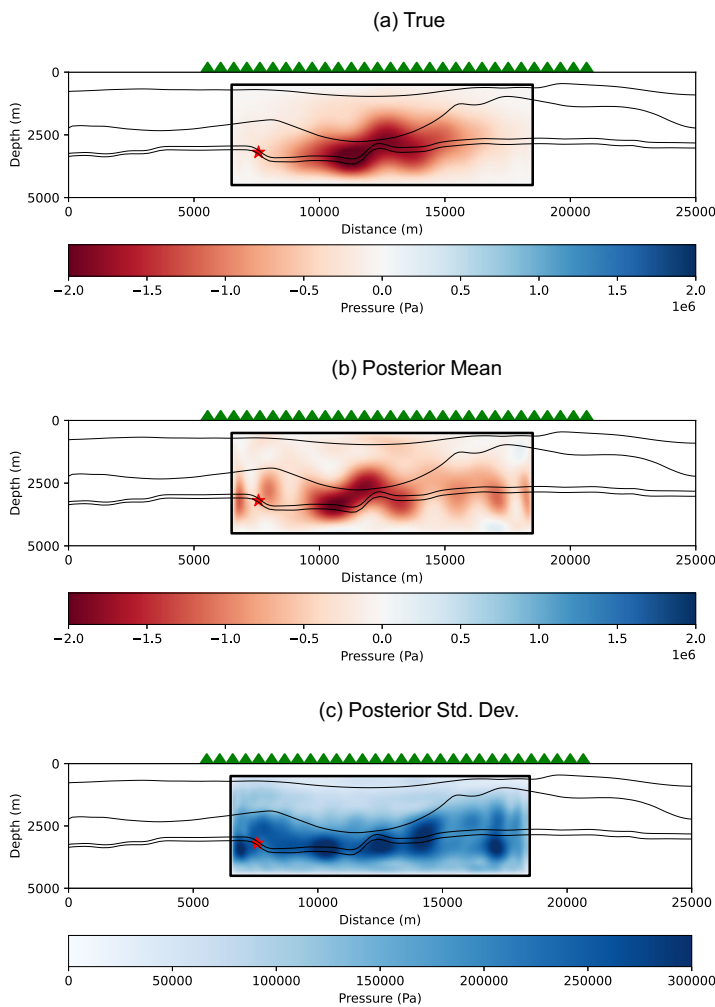 (a) True
0
2500
5000
Depth (m)
0 5000 10000 15000 20000 25000
Distance (m)
−2.0 −1.5 −1.0 −0.5 0.0 0.5 1.0 1.5 2.0
Pressure (Pa)
1e6
(b) Posterior Mean
0
2500
5000
Depth (m)
0 5000 10000 15000 20000 25000
Distance (m)
−2.0 −1.5 −1.0 −0.5 0.0 0.5 1.0 1.5 2.0
Pressure (Pa)
1e6
(c) Posterior Std. Dev.
0
2500
5000
Depth (m)
0 5000 10000 15000 20000 25000
Distance (m)
0 50000 100000 150000 200000 250000 300000
Pressure (Pa)